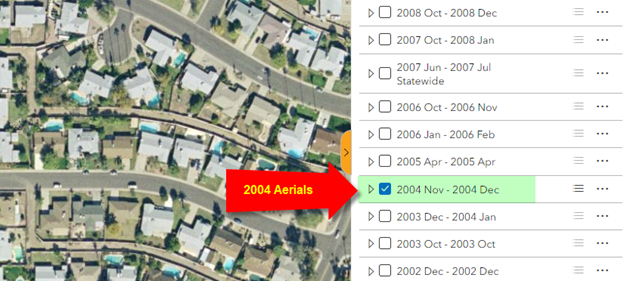 2008 Oct - 2008 Dec
2007 Oct - 2008 Jan
2007 Jun - 2007 Jul
Statewide
2006 Oct - 2006 Nov
2006 Jan - 2006 Feb
2005 Apr - 2005 Apr
2004 Aerials
2004 Nov - 2004 Dec
2003 Dec - 2004 Jan
2003 Oct - 2003 Oct
2002 Dec - 2002 Dec